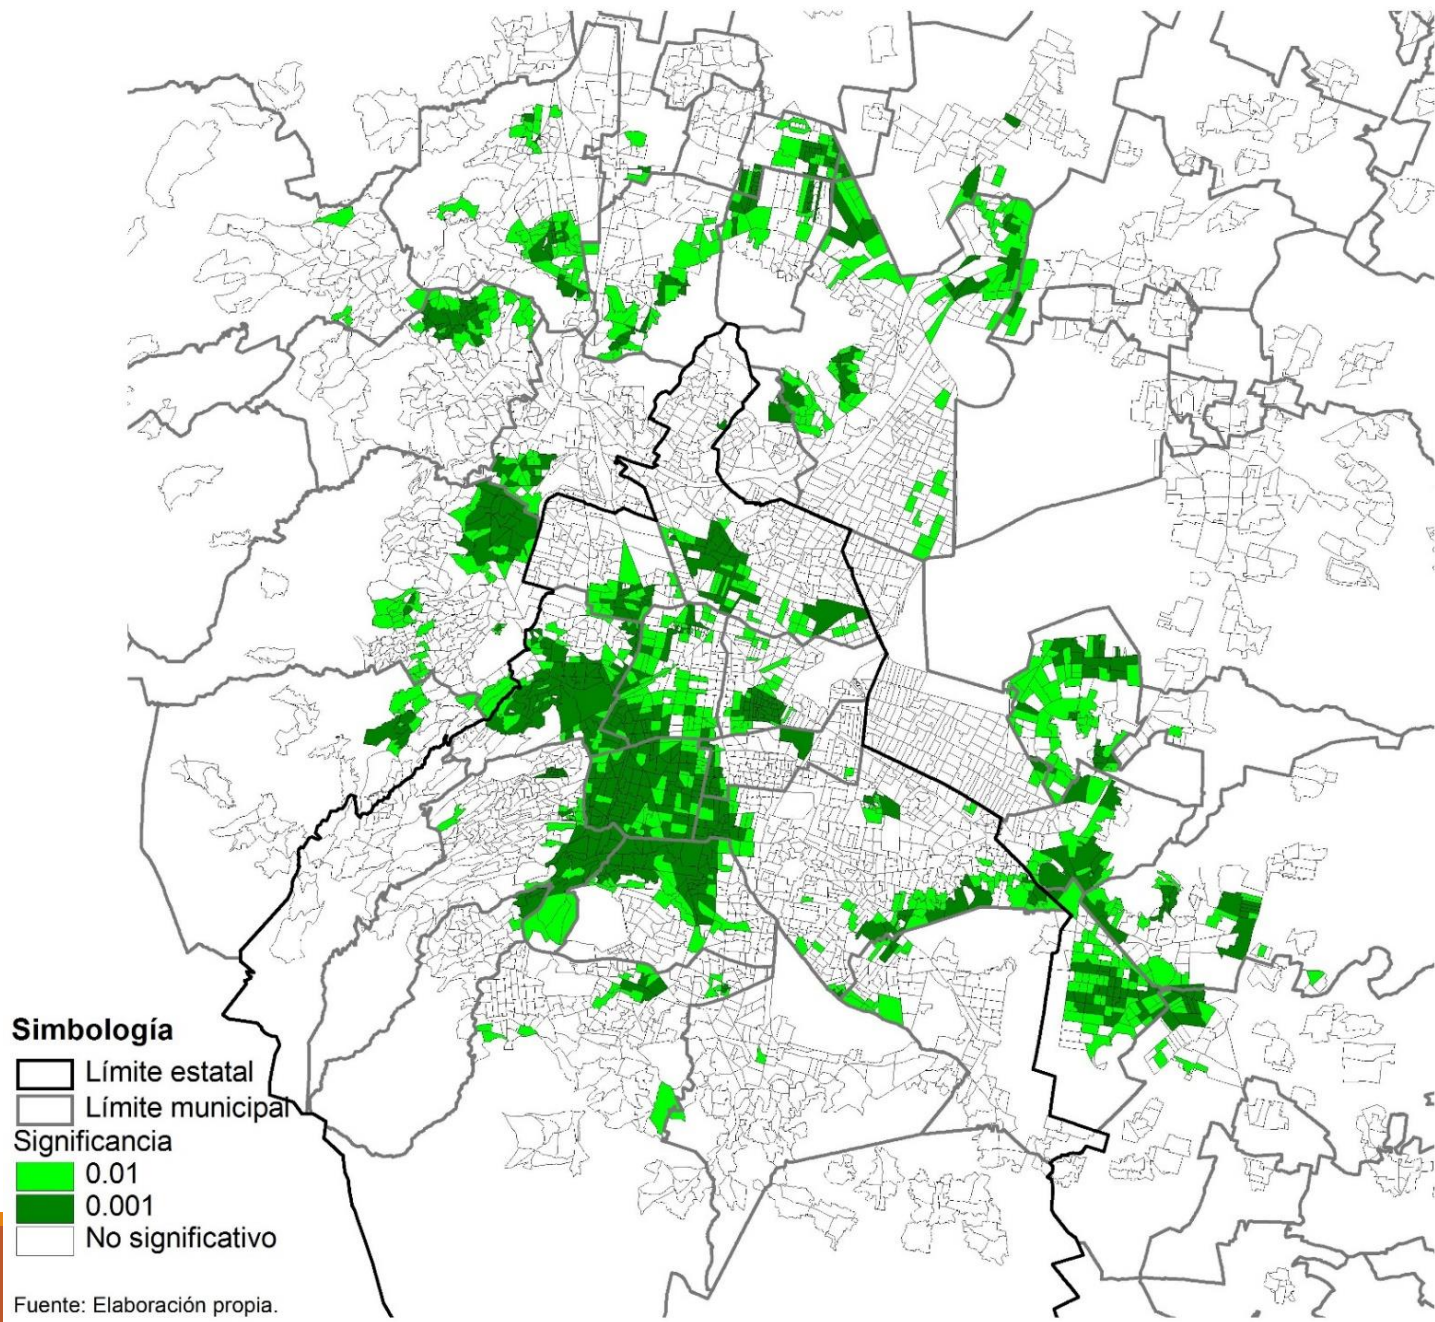 Simbología
Límite estatal
Límite municipal
Significancia
0.01
0.001
No significativo
Fuente: Elaboración propia.